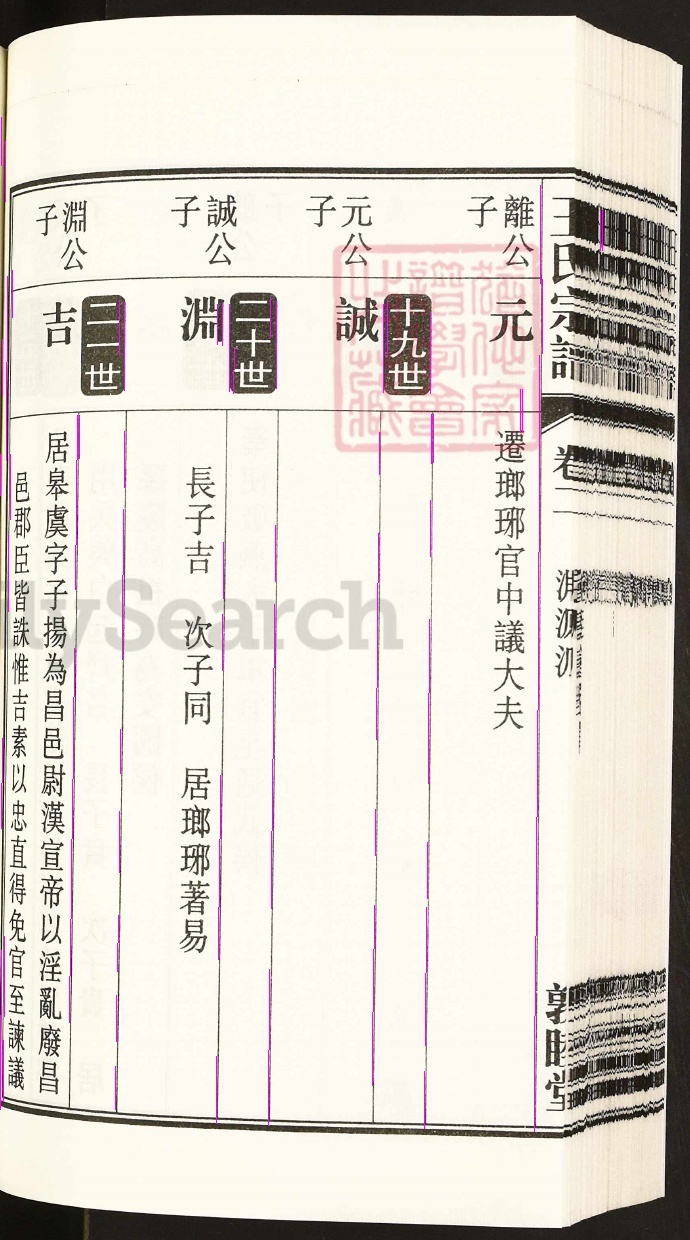 王氏宗譜
卷一
敦睦堂
離公子
元
遷瑯琊官中議大夫
十九世
元公子
誠
二十世
誠公子
淵
長子吉 次子同 居瑯琊著易
二一世
淵公子
吉
居皋虞字子揚為昌邑尉漢宣帝以淫亂廢昌
邑郡臣皆誅惟吉素以忠直得免官至諫議
ilySearch